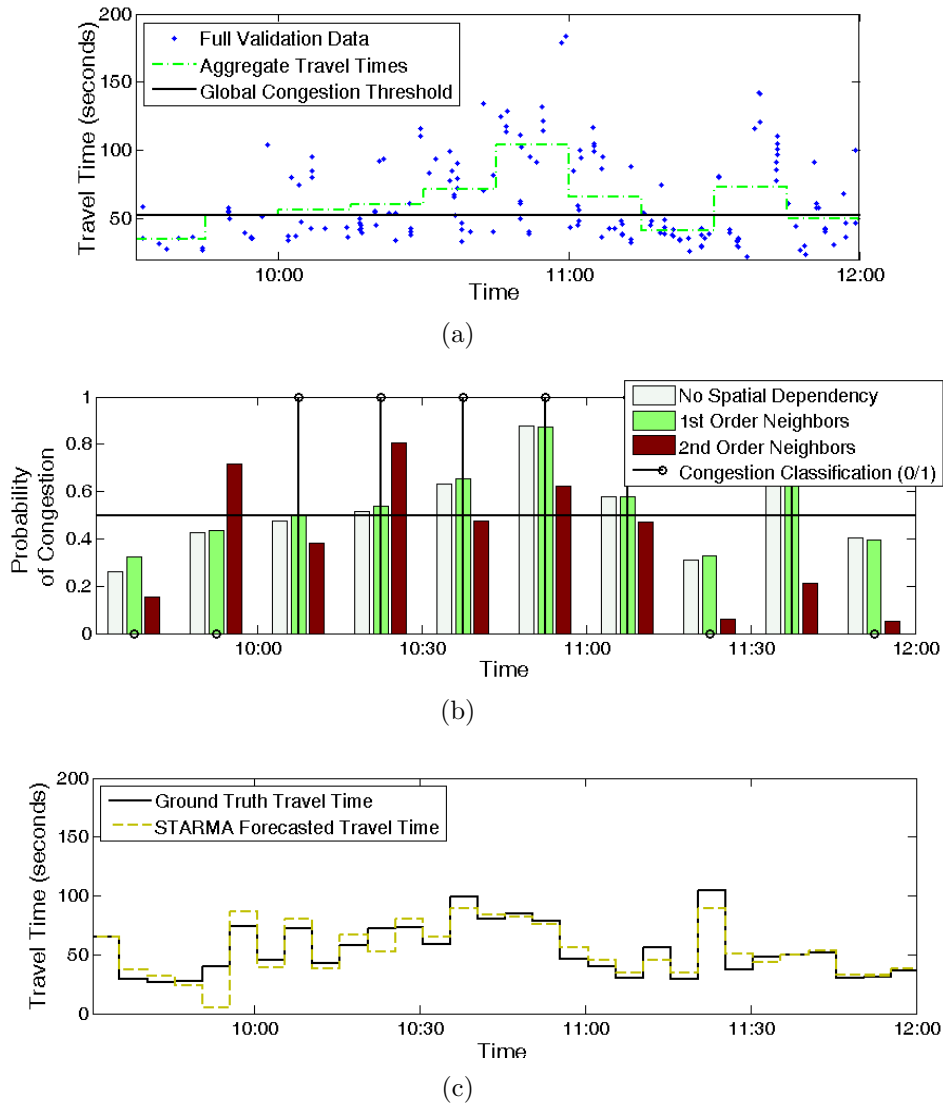 200
150
100
50
Travel Time (seconds)
Full Validation Data
Aggregate Travel Times
Global Congestion Threshold
10:00
11:00
12:00
Time
(a)
1
0.8
0.6
0.4
0.2
0
Probability
of Congestion
No Spatial Dependency
1st Order Neighbors
2nd Order Neighbors
Congestion Classification (0/1)
10:00
10:30
11:00
11:30
12:00
Time
(b)
200
150
100
50
0
Travel Time (seconds)
Ground Truth Travel Time
STARMA Forecasted Travel Time
10:00
10:30
11:00
11:30
12:00
Time
(c)